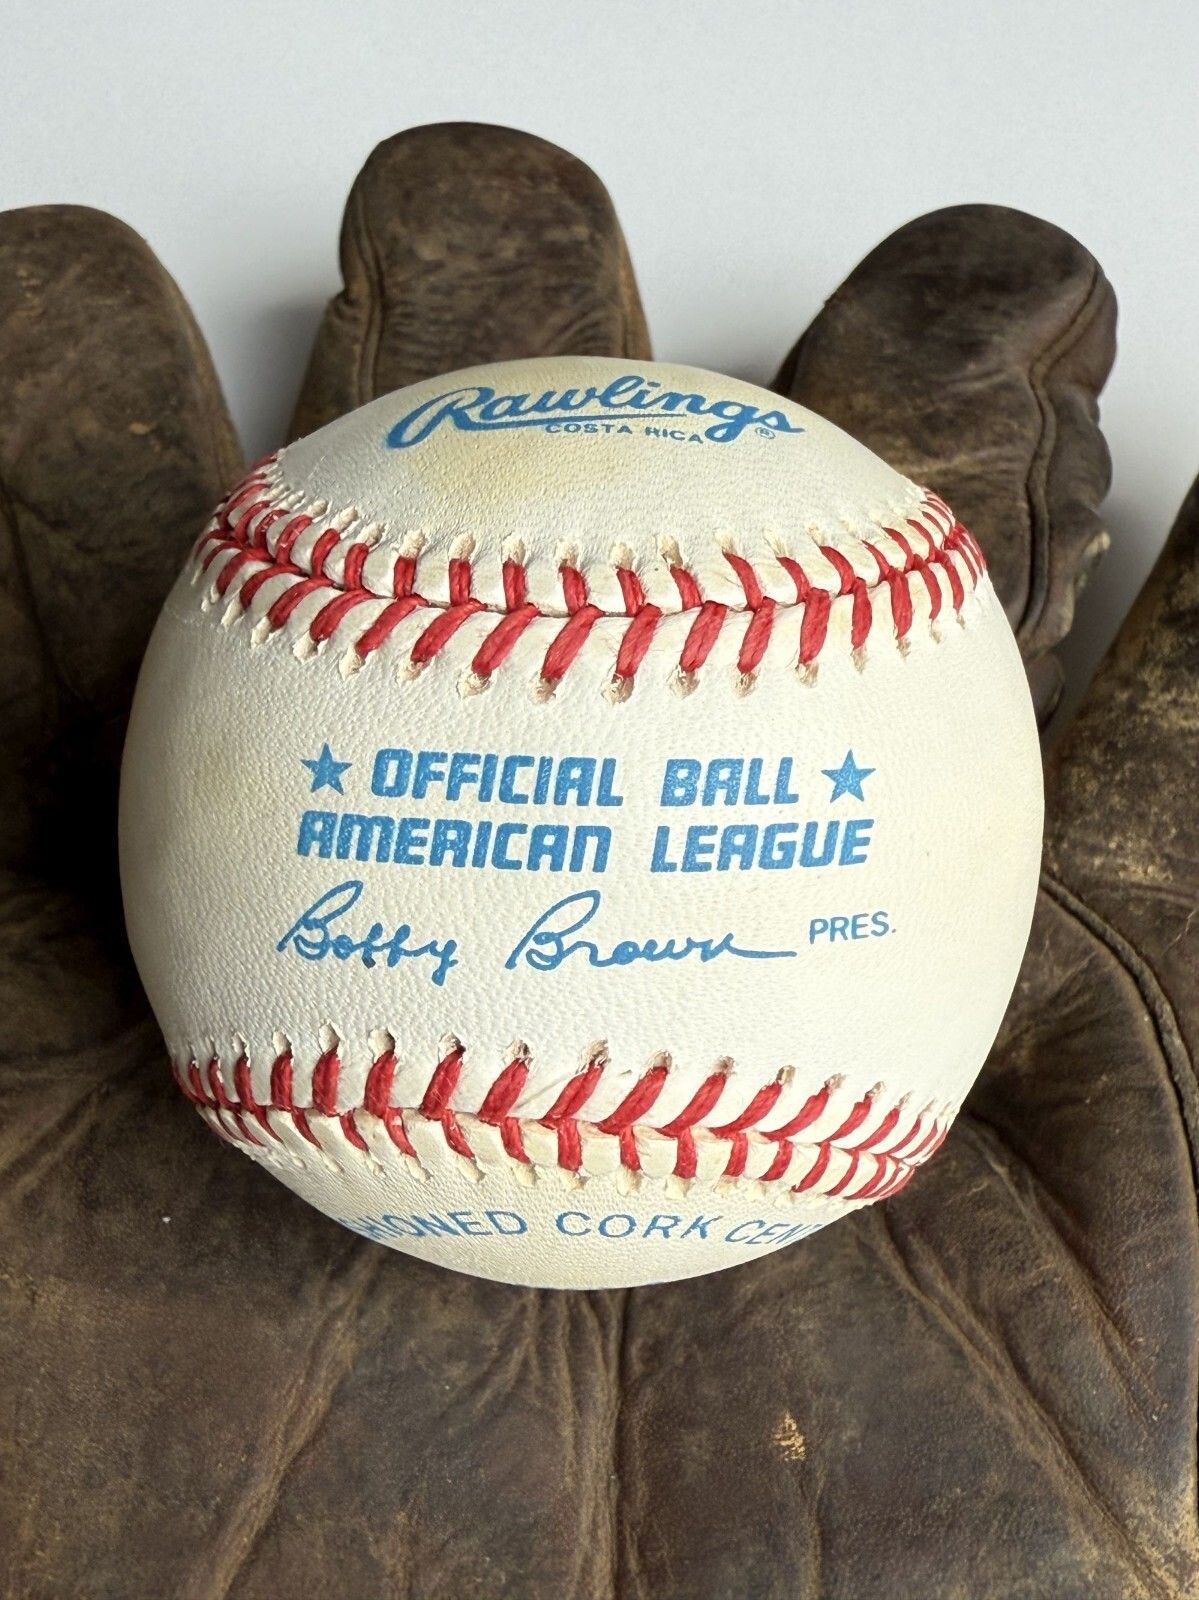 Rawlings ®
COSTA RICA
★ OFFICIAL BALL ★
AMERICAN LEAGUE
Bobby Brown PRES.
CORK